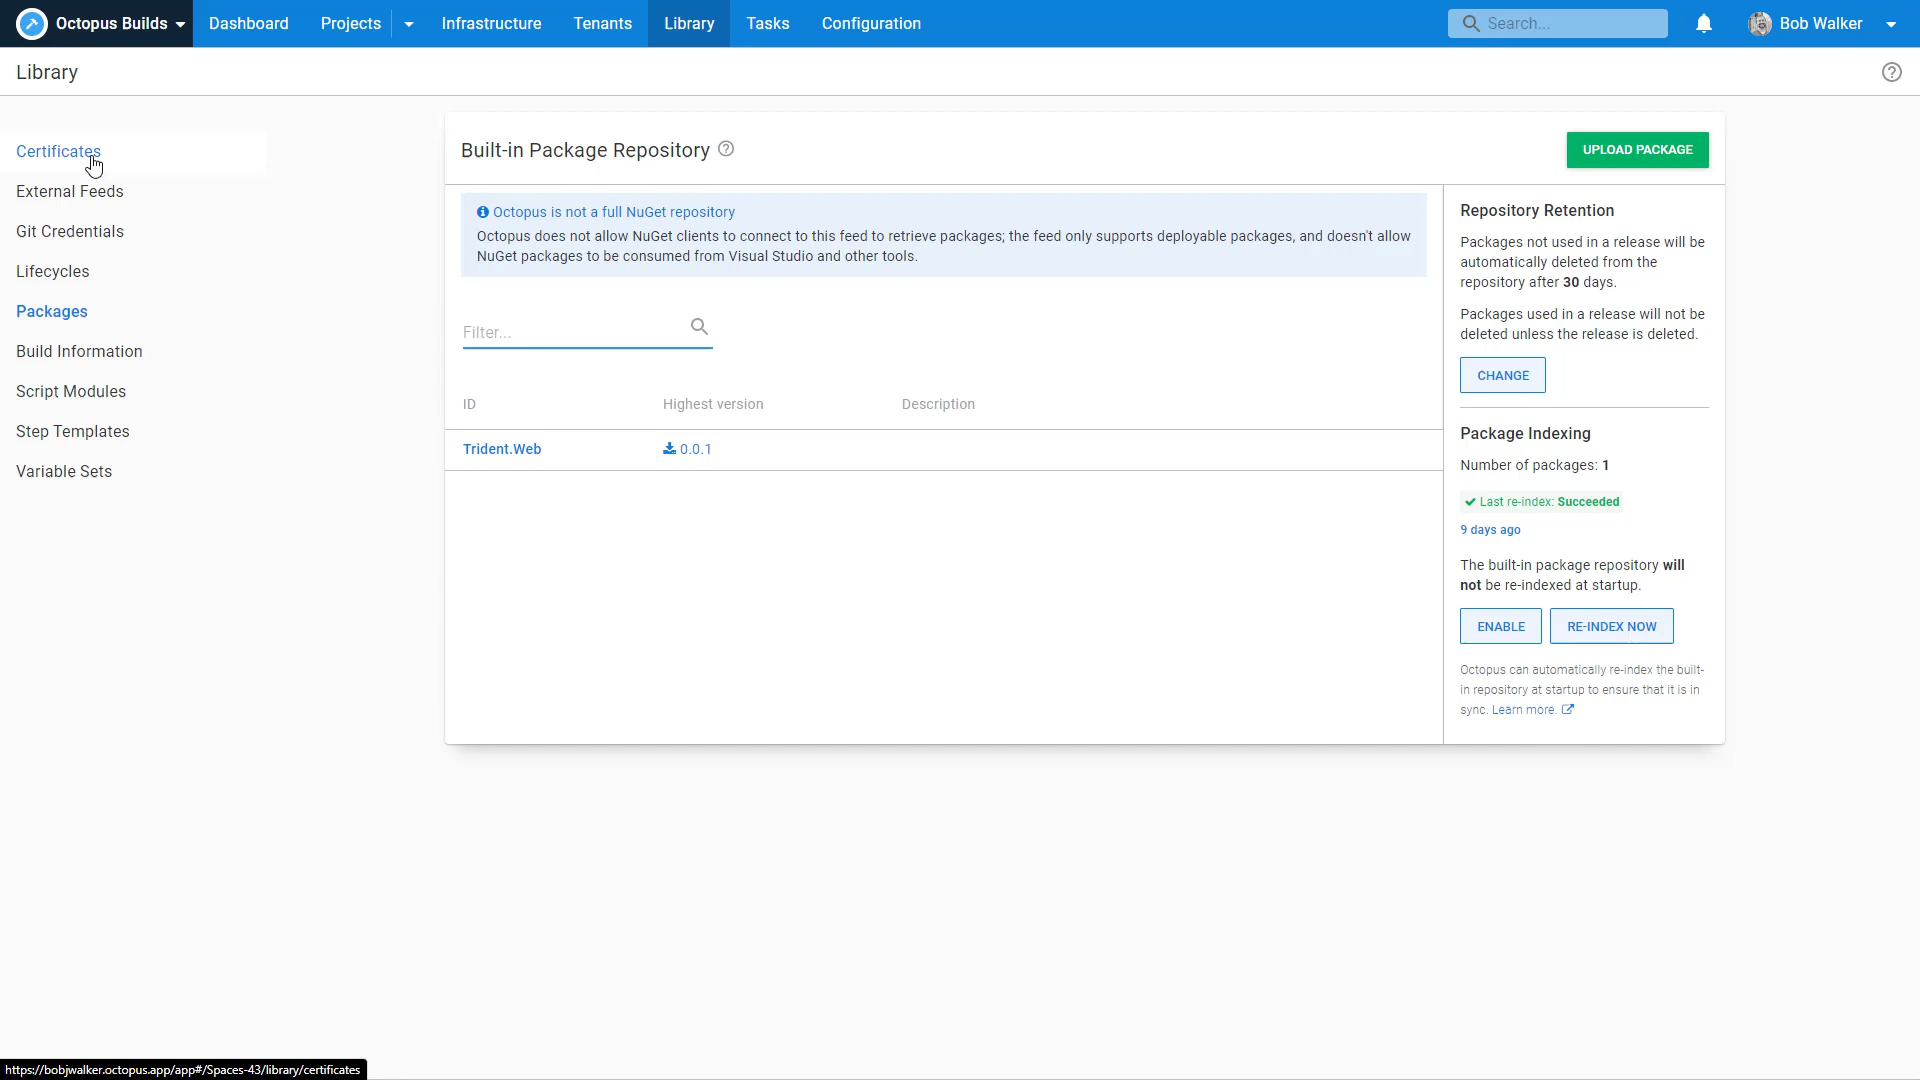 Octopus Builds
Dashboard
Projects
Infrastructure
Tenants
Library
Tasks
Configuration
Search...
Bob Walker
Library
Certificates
External Feeds
Git Credentials
Lifecycles
Packages
Build Information
Script Modules
Step Templates
Variable Sets
Built-in Package Repository
UPLOAD PACKAGE
Octopus is not a full NuGet repository
Octopus does not allow NuGet clients to connect to this feed to retrieve packages; the feed only supports deployable packages, and doesn't allow
NuGet packages to be consumed from Visual Studio and other tools.
Filter...
ID
Highest version
Description
Trident.Web
0.0.1
Repository Retention
Packages not used in a release will be
automatically deleted from the
repository after 30 days.
Packages used in a release will not be
deleted unless the release is deleted.
CHANGE
Package Indexing
Number of packages: 1
Last re-index: Succeeded
9 days ago
The built-in package repository will
not be re-indexed at startup.
ENABLE
RE-INDEX NOW
Octopus can automatically re-index the built-
in repository at startup to ensure that it is in
sync. Learn more.
https://bobjwalker.octopus.app/app#/Spaces-43/library/certificates